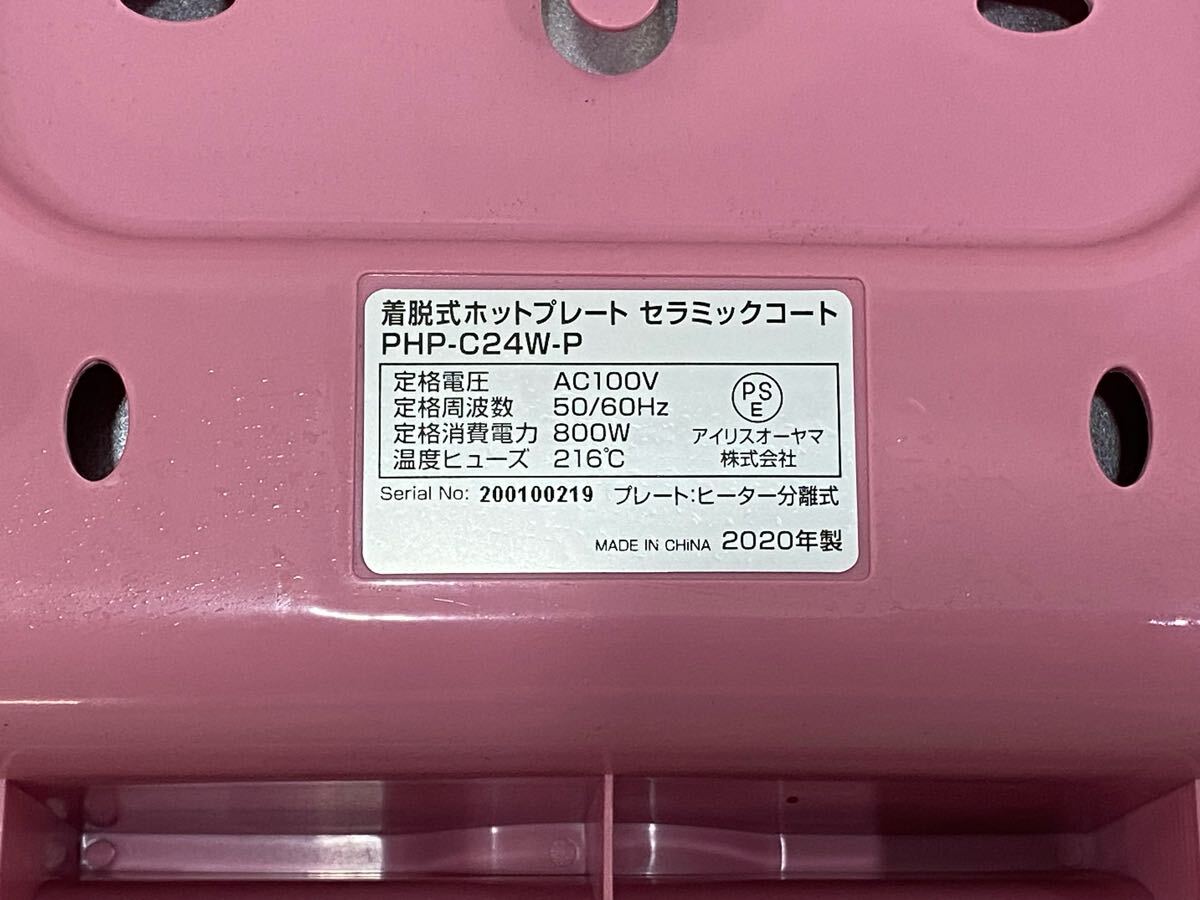 着脱式ホットプレート セラミックコート
PHP-C24W-P
定格電圧 AC100V
定格周波数 50/60Hz
定格消費電力 800W
温度ヒューズ 216℃
PS
E
アイリスオーヤマ
株式会社
Serial No: 200100219 プレート:ヒーター分離式
MADE IN CHiNA 2020年製